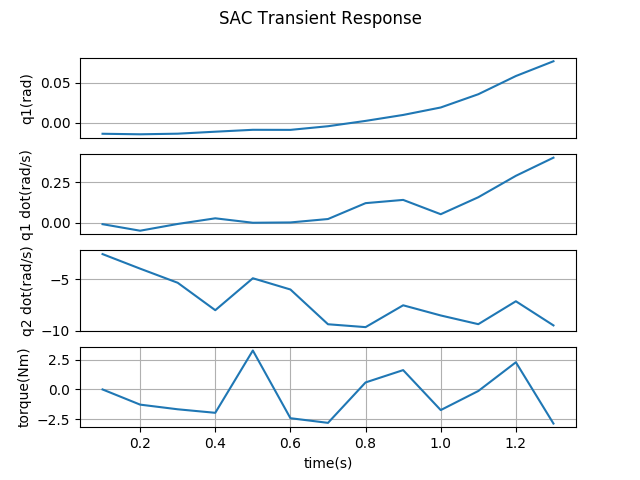 SAC Transient Response
q1(rad)
0.05
0.00
q1 dot(rad/s)
0.25
0.00
q2 dot(rad/s)
−5
−10
torque(Nm)
2.5
0.0
−2.5
0.2 0.4 0.6 0.8 1.0 1.2
time(s)